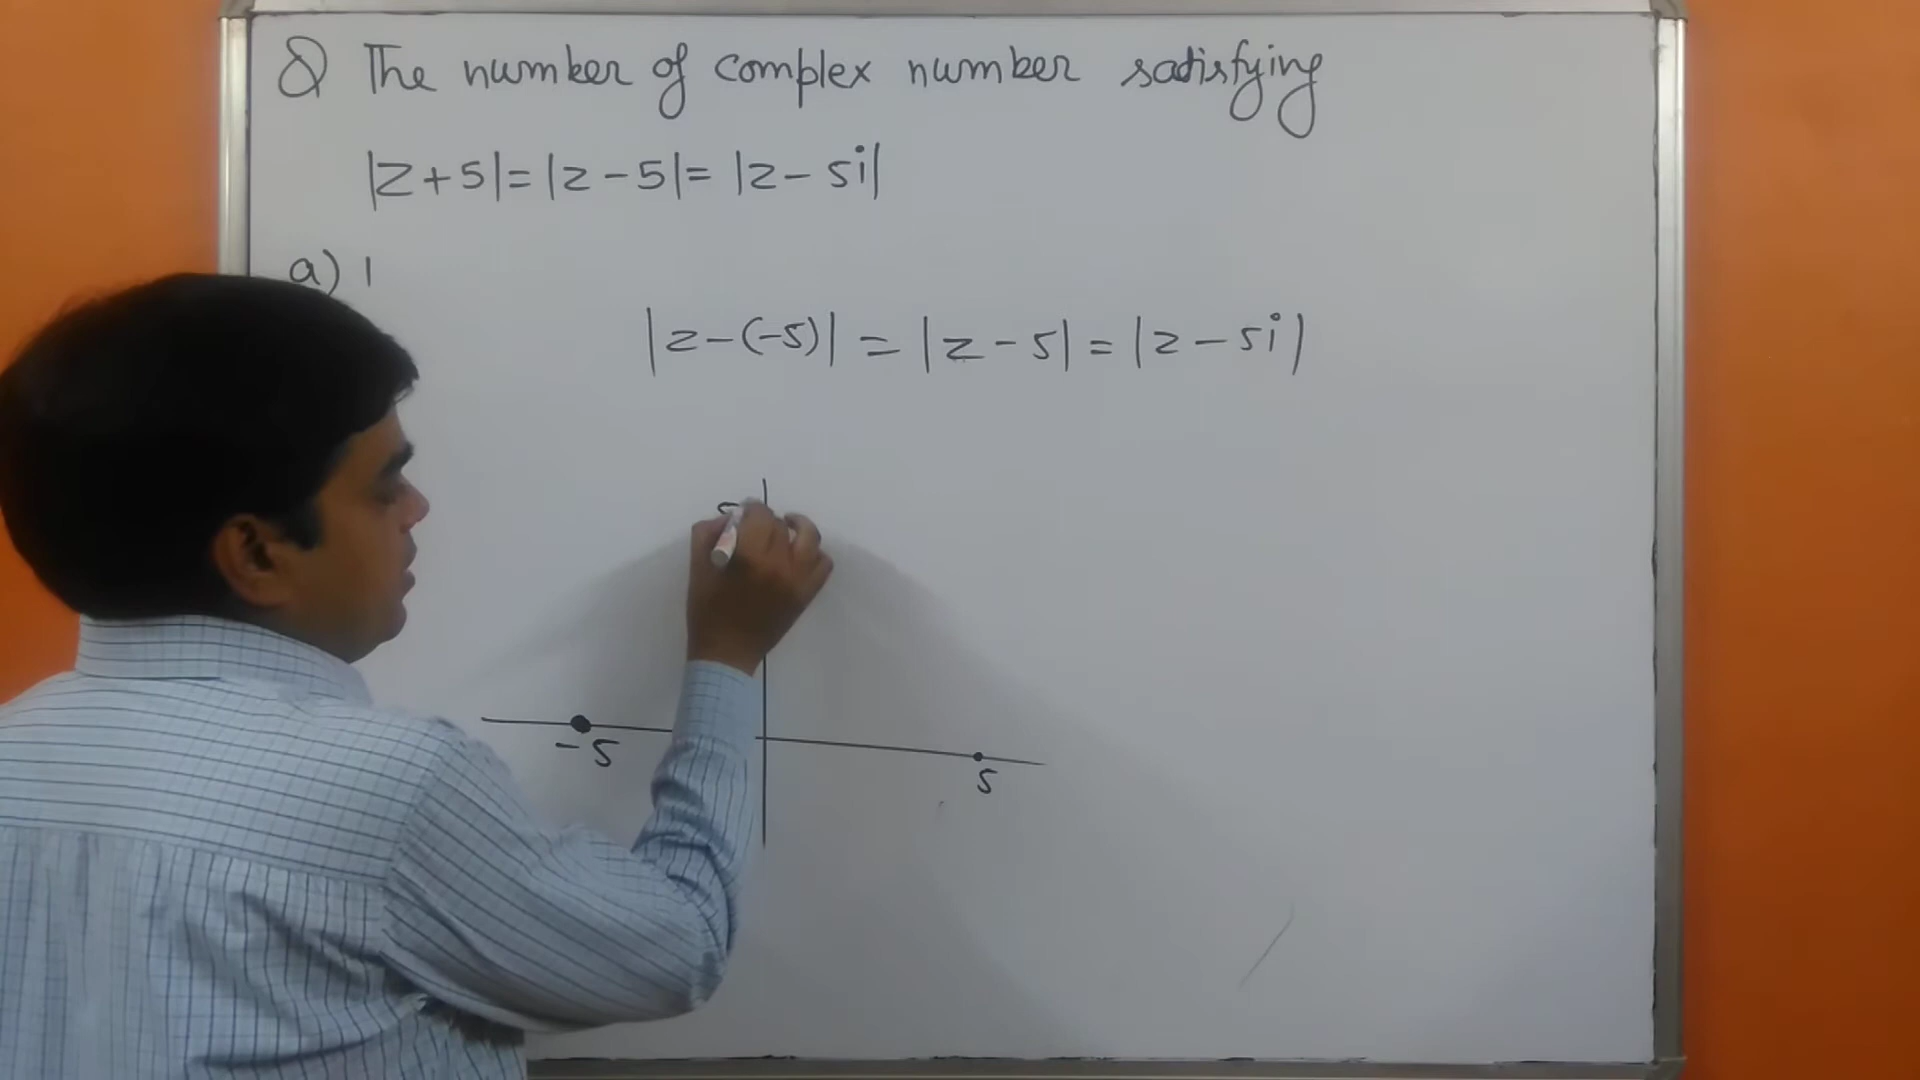 Q The number of complex number satisfying
|z+5|=|z-5|=|z-5i|
a) 1
|z-(-5)| = |z-5| = |z-5i|
-5
5